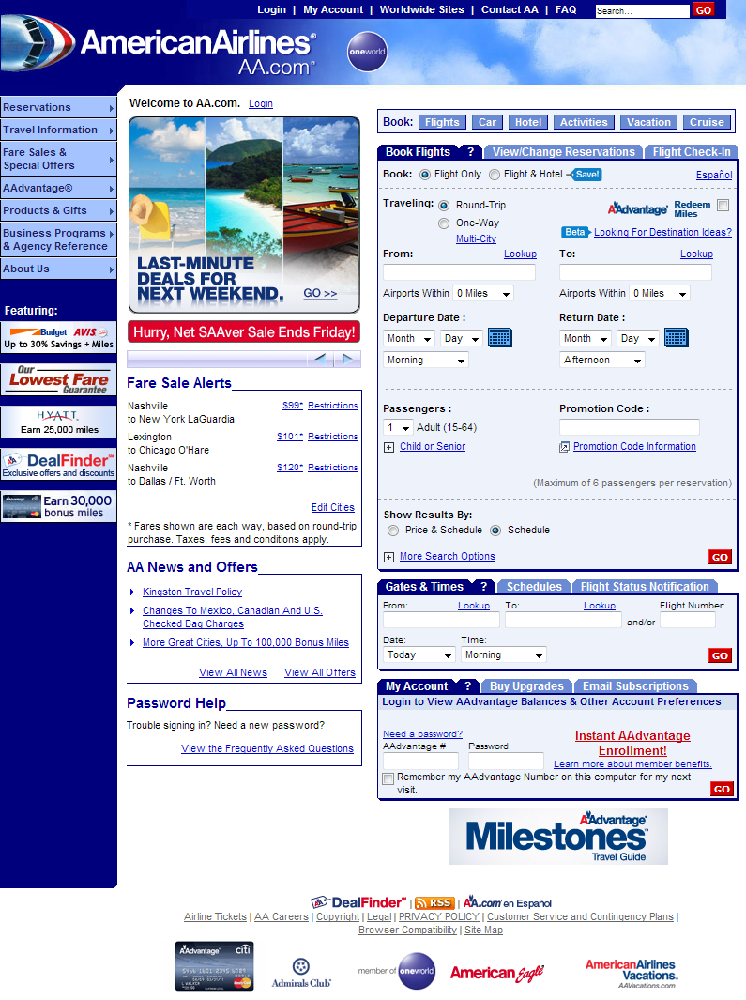 Login | My Account | Worldwide Sites | Contact AA | FAQ
Search...
GO
AmericanAirlines®
AA.com®
oneworld
Reservations
Travel Information
Fare Sales &
Special Offers
AAdvantage®
Products & Gifts
Business Programs
& Agency Reference
About Us
Featuring:
Budget AVIS
Up to 30% Savings + Miles
Our
Lowest Fare
Guarantee
HYATT
Earn 25,000 miles
DealFinder™
Exclusive offers and discounts
Earn 30,000
bonus miles
Welcome to AA.com. Login
LAST-MINUTE
DEALS FOR
NEXT WEEKEND. GO >>
Hurry, Net SAAver Sale Ends Friday!
Fare Sale Alerts
Nashville $99* Restrictions
to New York LaGuardia
Lexington $101* Restrictions
to Chicago O'Hare
Nashville $120* Restrictions
to Dallas / Ft. Worth
Edit Cities
* Fares shown are each way, based on round-trip
purchase. Taxes, fees and conditions apply.
AA News and Offers
Kingston Travel Policy
Changes To Mexico, Canadian And U.S.
Checked Bag Charges
More Great Cities, Up To 100,000 Bonus Miles
View All News View All Offers
Password Help
Trouble signing in? Need a new password?
View the Frequently Asked Questions
Book: Flights Car Hotel Activities Vacation Cruise
Book Flights ? View/Change Reservations Flight Check-In
Book: Flight Only Flight & Hotel Save! Español
Traveling: Round-Trip AAdvantage® Redeem
Miles
One-Way
Beta Looking For Destination Ideas?
Multi-City
From: Lookup To: Lookup
Airports Within 0 Miles Airports Within 0 Miles
Departure Date : Return Date :
Month Day Month Day
Morning Afternoon
Passengers : Promotion Code :
1 Adult (15-64)
Child or Senior Promotion Code Information
(Maximum of 6 passengers per reservation)
Show Results By:
Price & Schedule Schedule
More Search Options GO
Gates & Times ? Schedules Flight Status Notification
From: Lookup To: Lookup Flight Number:
and/or
Date: Time:
Today Morning GO
My Account ? Buy Upgrades Email Subscriptions
Login to View AAdvantage Balances & Other Account Preferences
Need a password? Instant AAdvantage
AAdvantage # Password Enrollment!
Learn more about member benefits.
Remember my AAdvantage Number on this computer for my next
visit. GO
AAdvantage®
Milestones™
Travel Guide
DealFinder™ | RSS | AA.com en Español
Airline Tickets | AA Careers | Copyright | Legal | PRIVACY POLICY | Customer Service and Contingency Plans |
Browser Compatibility | Site Map
AAdvantage citi
MasterCard
Admirals Club®
member of oneworld
American Eagle
AmericanAirlines
Vacations.
AAVacations.com